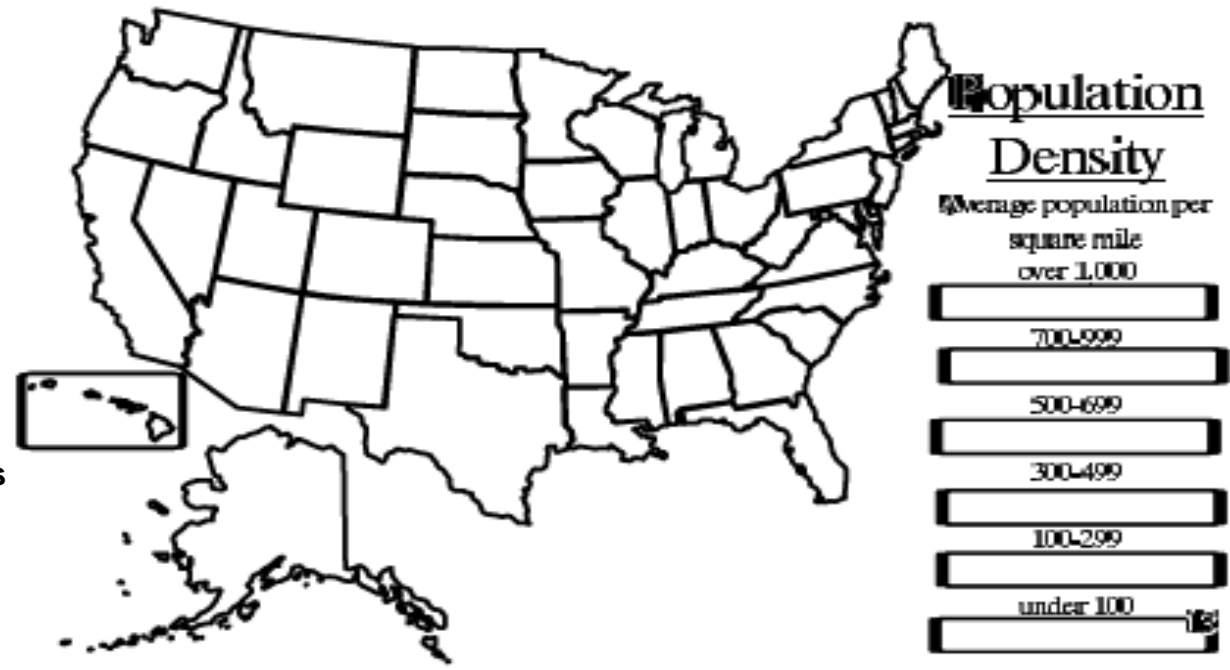 Population
Density
Average population per
square mile
over 1,000
700-999
500-699
300-499
100-299
under 100
s